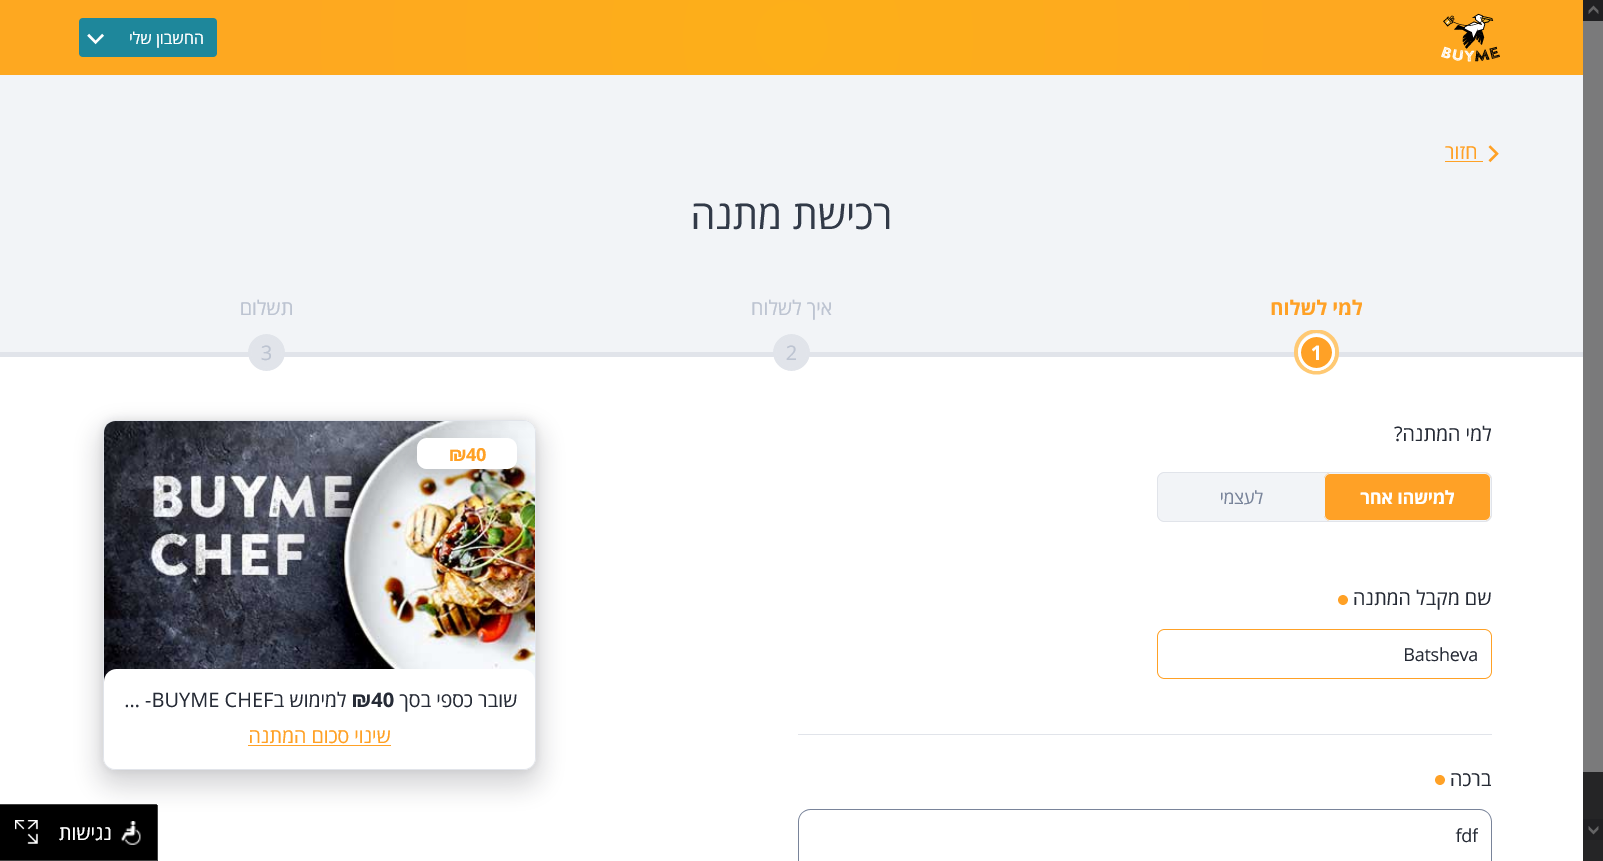 BUYME
החשבון שלי
חזור
רכישת מתנה
למי לשלוח
איך לשלוח
תשלום
1
2
3
למי המתנה?
למישהו אחר
לעצמי
שם מקבל המתנה
Batsheva
ברכה
fdf
₪40
BUYME
CHEF
שובר כספי בסך ₪40 למימוש בBUYME CHEF- ...
שינוי סכום המתנה
נגישות